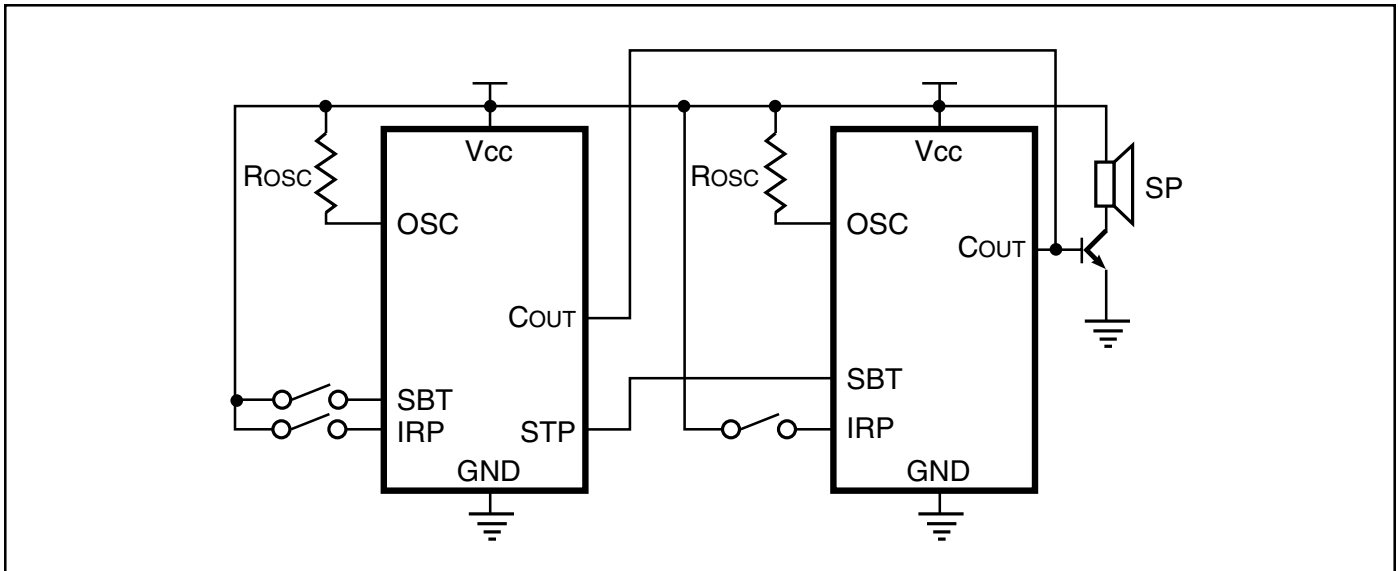 Vcc
ROSC
OSC
COUT
SBT
IRP
STP
GND
Vcc
ROSC
OSC
COUT
SBT
IRP
GND
SP